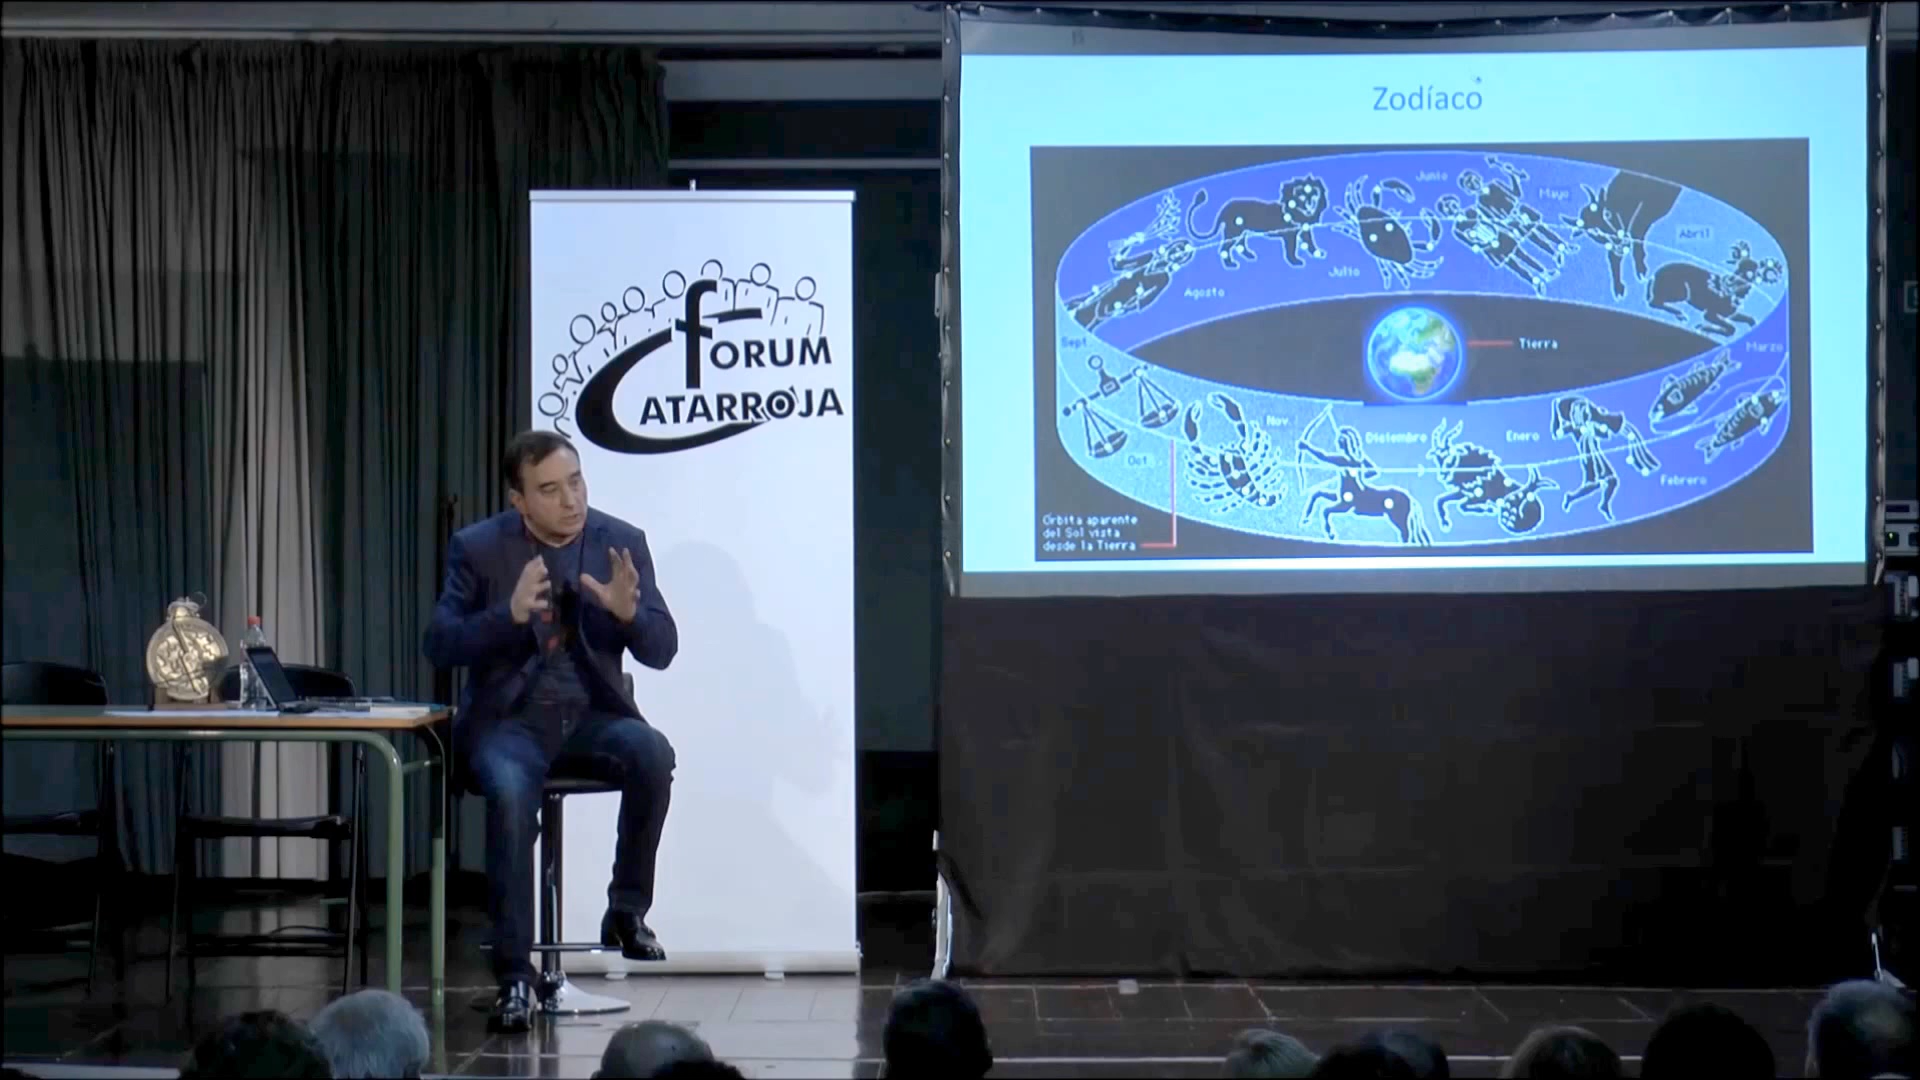 FORUM
CATARROJA
Zodíaco
Junio
Mayo
Abril
Julio
Agosto
Sept.
Tierra
Marzo
Nov.
Diciembre
Enero
Oct
Febrero
Órbita aparente
del Sol vista
desde la Tierra